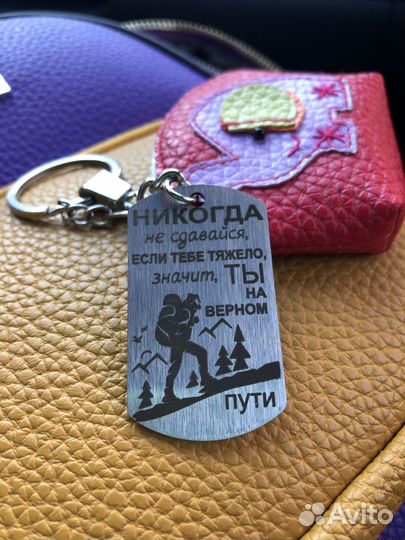 НИКОГДА
не сдавайся,
ЕСЛИ ТЕБЕ ТЯЖЕЛО,
значит, ТЫ
НА
ВЕРНОМ
ПУТИ
Avito